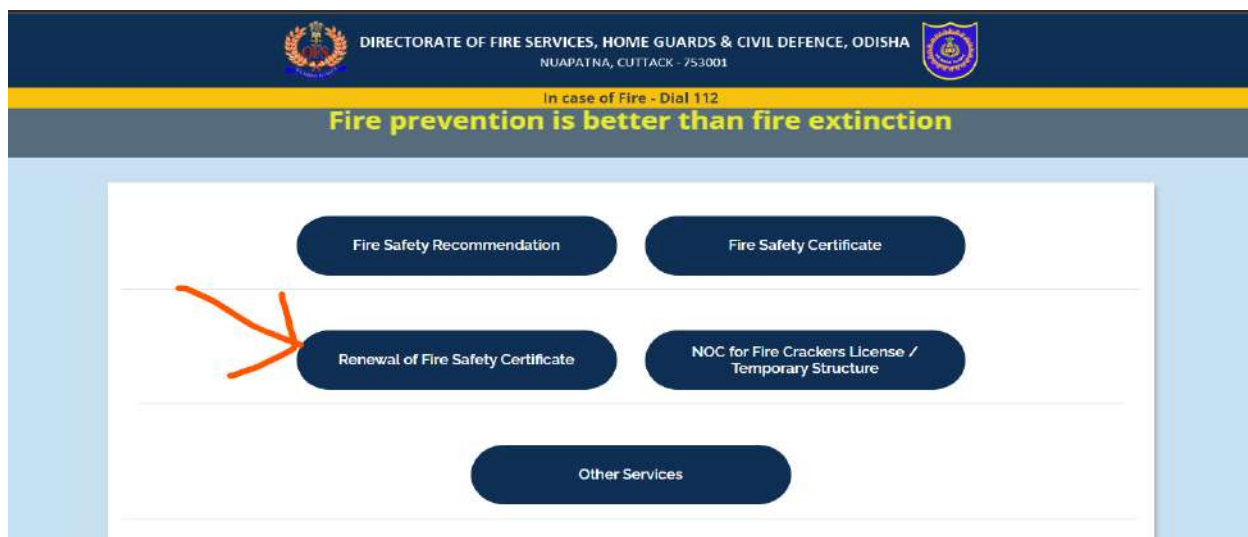 DIRECTORATE OF FIRE SERVICES, HOME GUARDS & CIVIL DEFENCE, ODISHA
NUAPATNA, CUTTACK - 753001
In case of Fire - Dial 112
Fire prevention is better than fire extinction
Fire Safety Recommendation
Fire Safety Certificate
Renewal of Fire Safety Certificate
NOC for Fire Crackers License /
Temporary Structure
Other Services